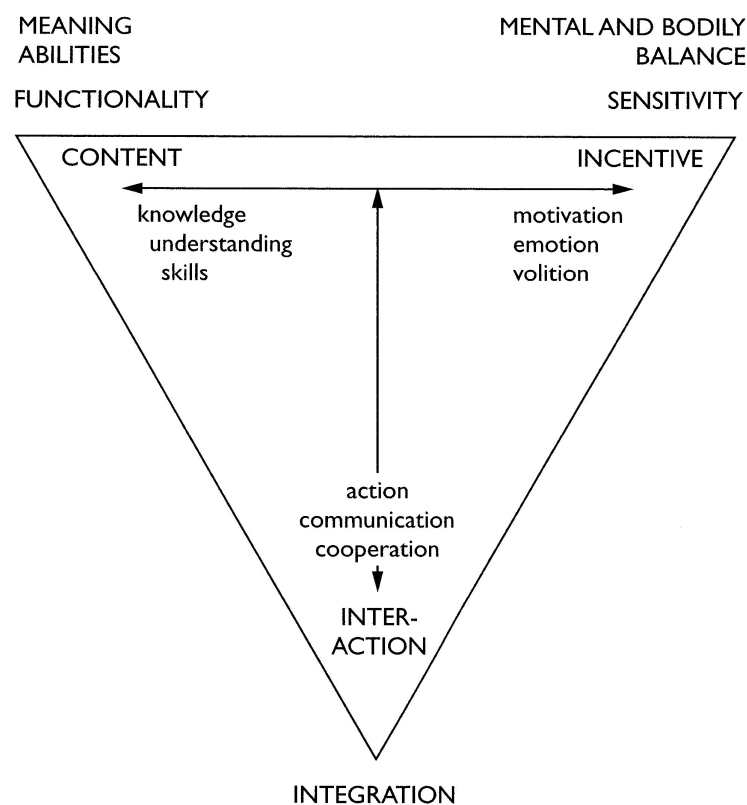 MEANING
ABILITIES
FUNCTIONALITY
MENTAL AND BODILY
BALANCE
SENSITIVITY
CONTENT
INCENTIVE
knowledge
understanding
skills
motivation
emotion
volition
action
communication
cooperation
INTER-
ACTION
INTEGRATION